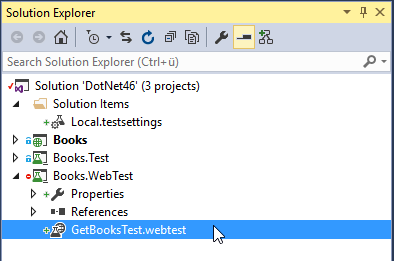 Solution Explorer
Search Solution Explorer (Ctrl+ü)
Solution 'DotNet46' (3 projects)
Solution Items
Local.testsettings
Books
Books.Test
Books.WebTest
Properties
References
GetBooksTest.webtest